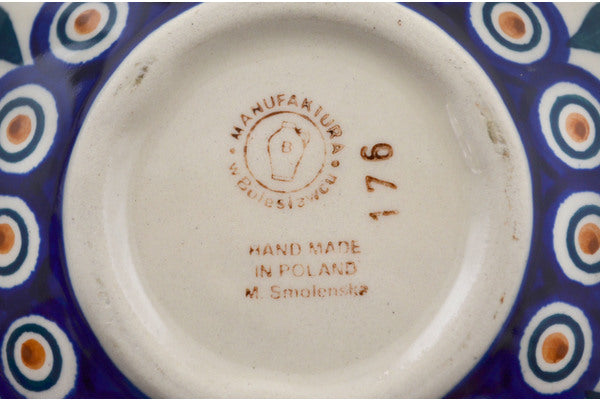 MANUFAKTURA
w Bolesławcu
B
176
HAND MADE
IN POLAND
M. Smolenska